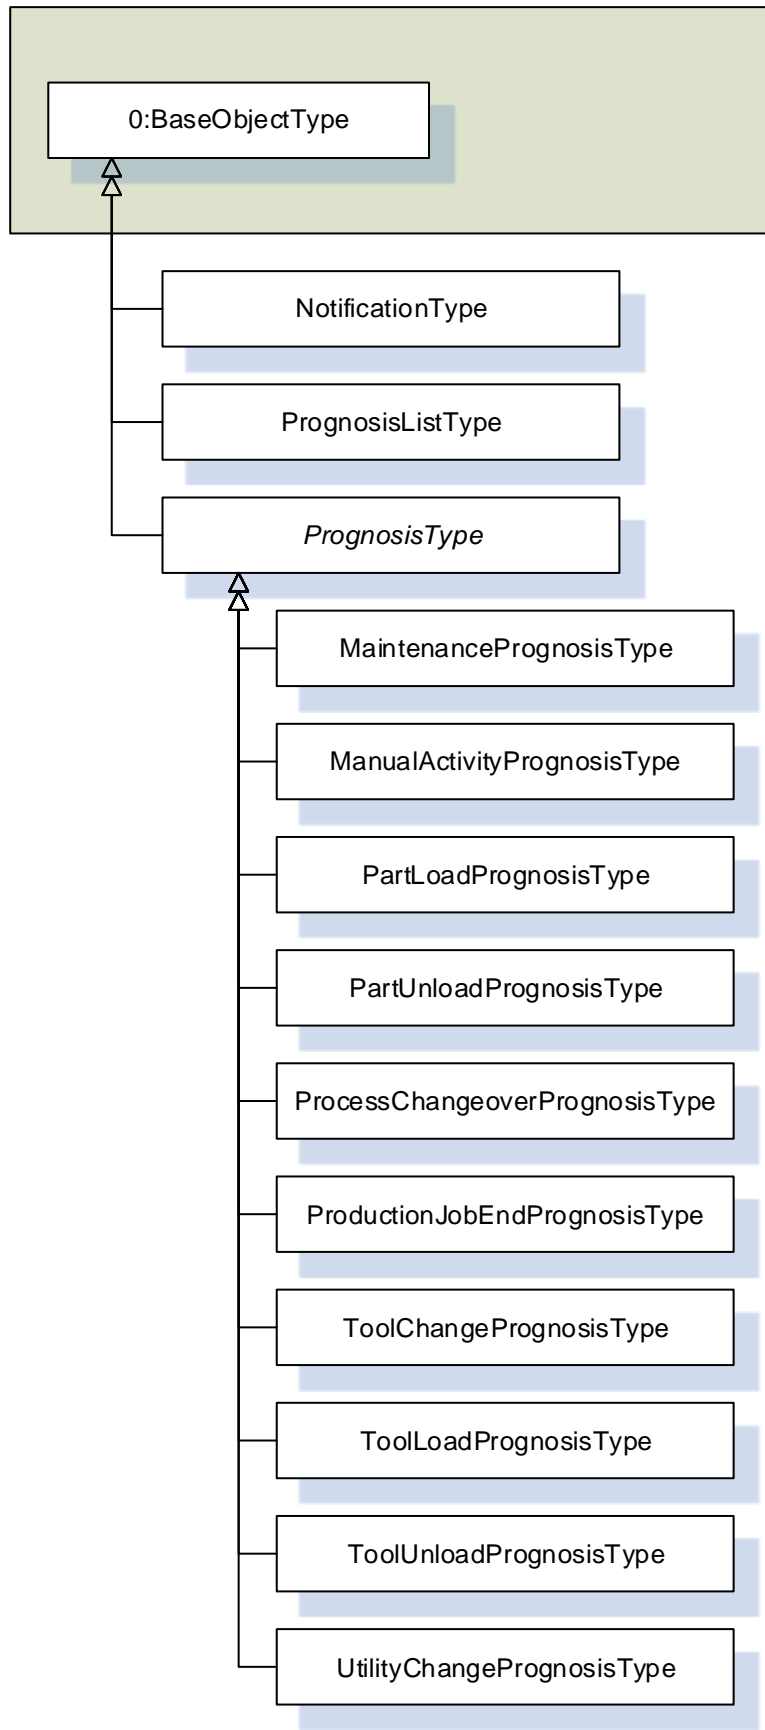 0:BaseObjectType
NotificationType
PrognosisListType
PrognosisType
MaintenancePrognosisType
ManualActivityPrognosisType
PartLoadPrognosisType
PartUnloadPrognosisType
ProcessChangeoverPrognosisType
ProductionJobEndPrognosisType
ToolChangePrognosisType
ToolLoadPrognosisType
ToolUnloadPrognosisType
UtilityChangePrognosisType